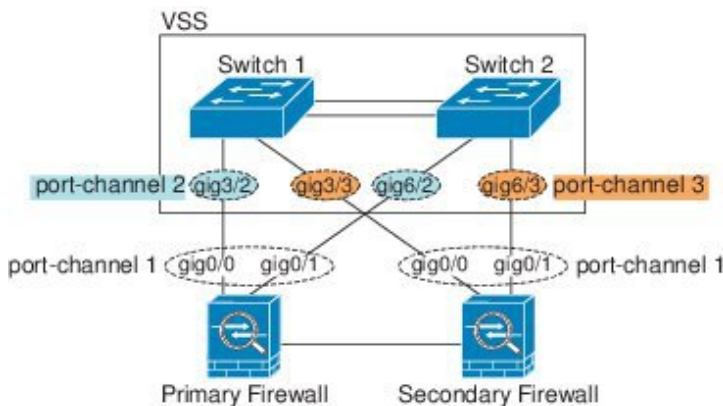 VSS
Switch 1
Switch 2
port-channel 2
gig3/2
gig3/3
gig6/2
gig6/3
port-channel 3
port-channel 1
gig0/0
gig0/1
gig0/0
gig0/1
port-channel 1
Primary Firewall
Secondary Firewall